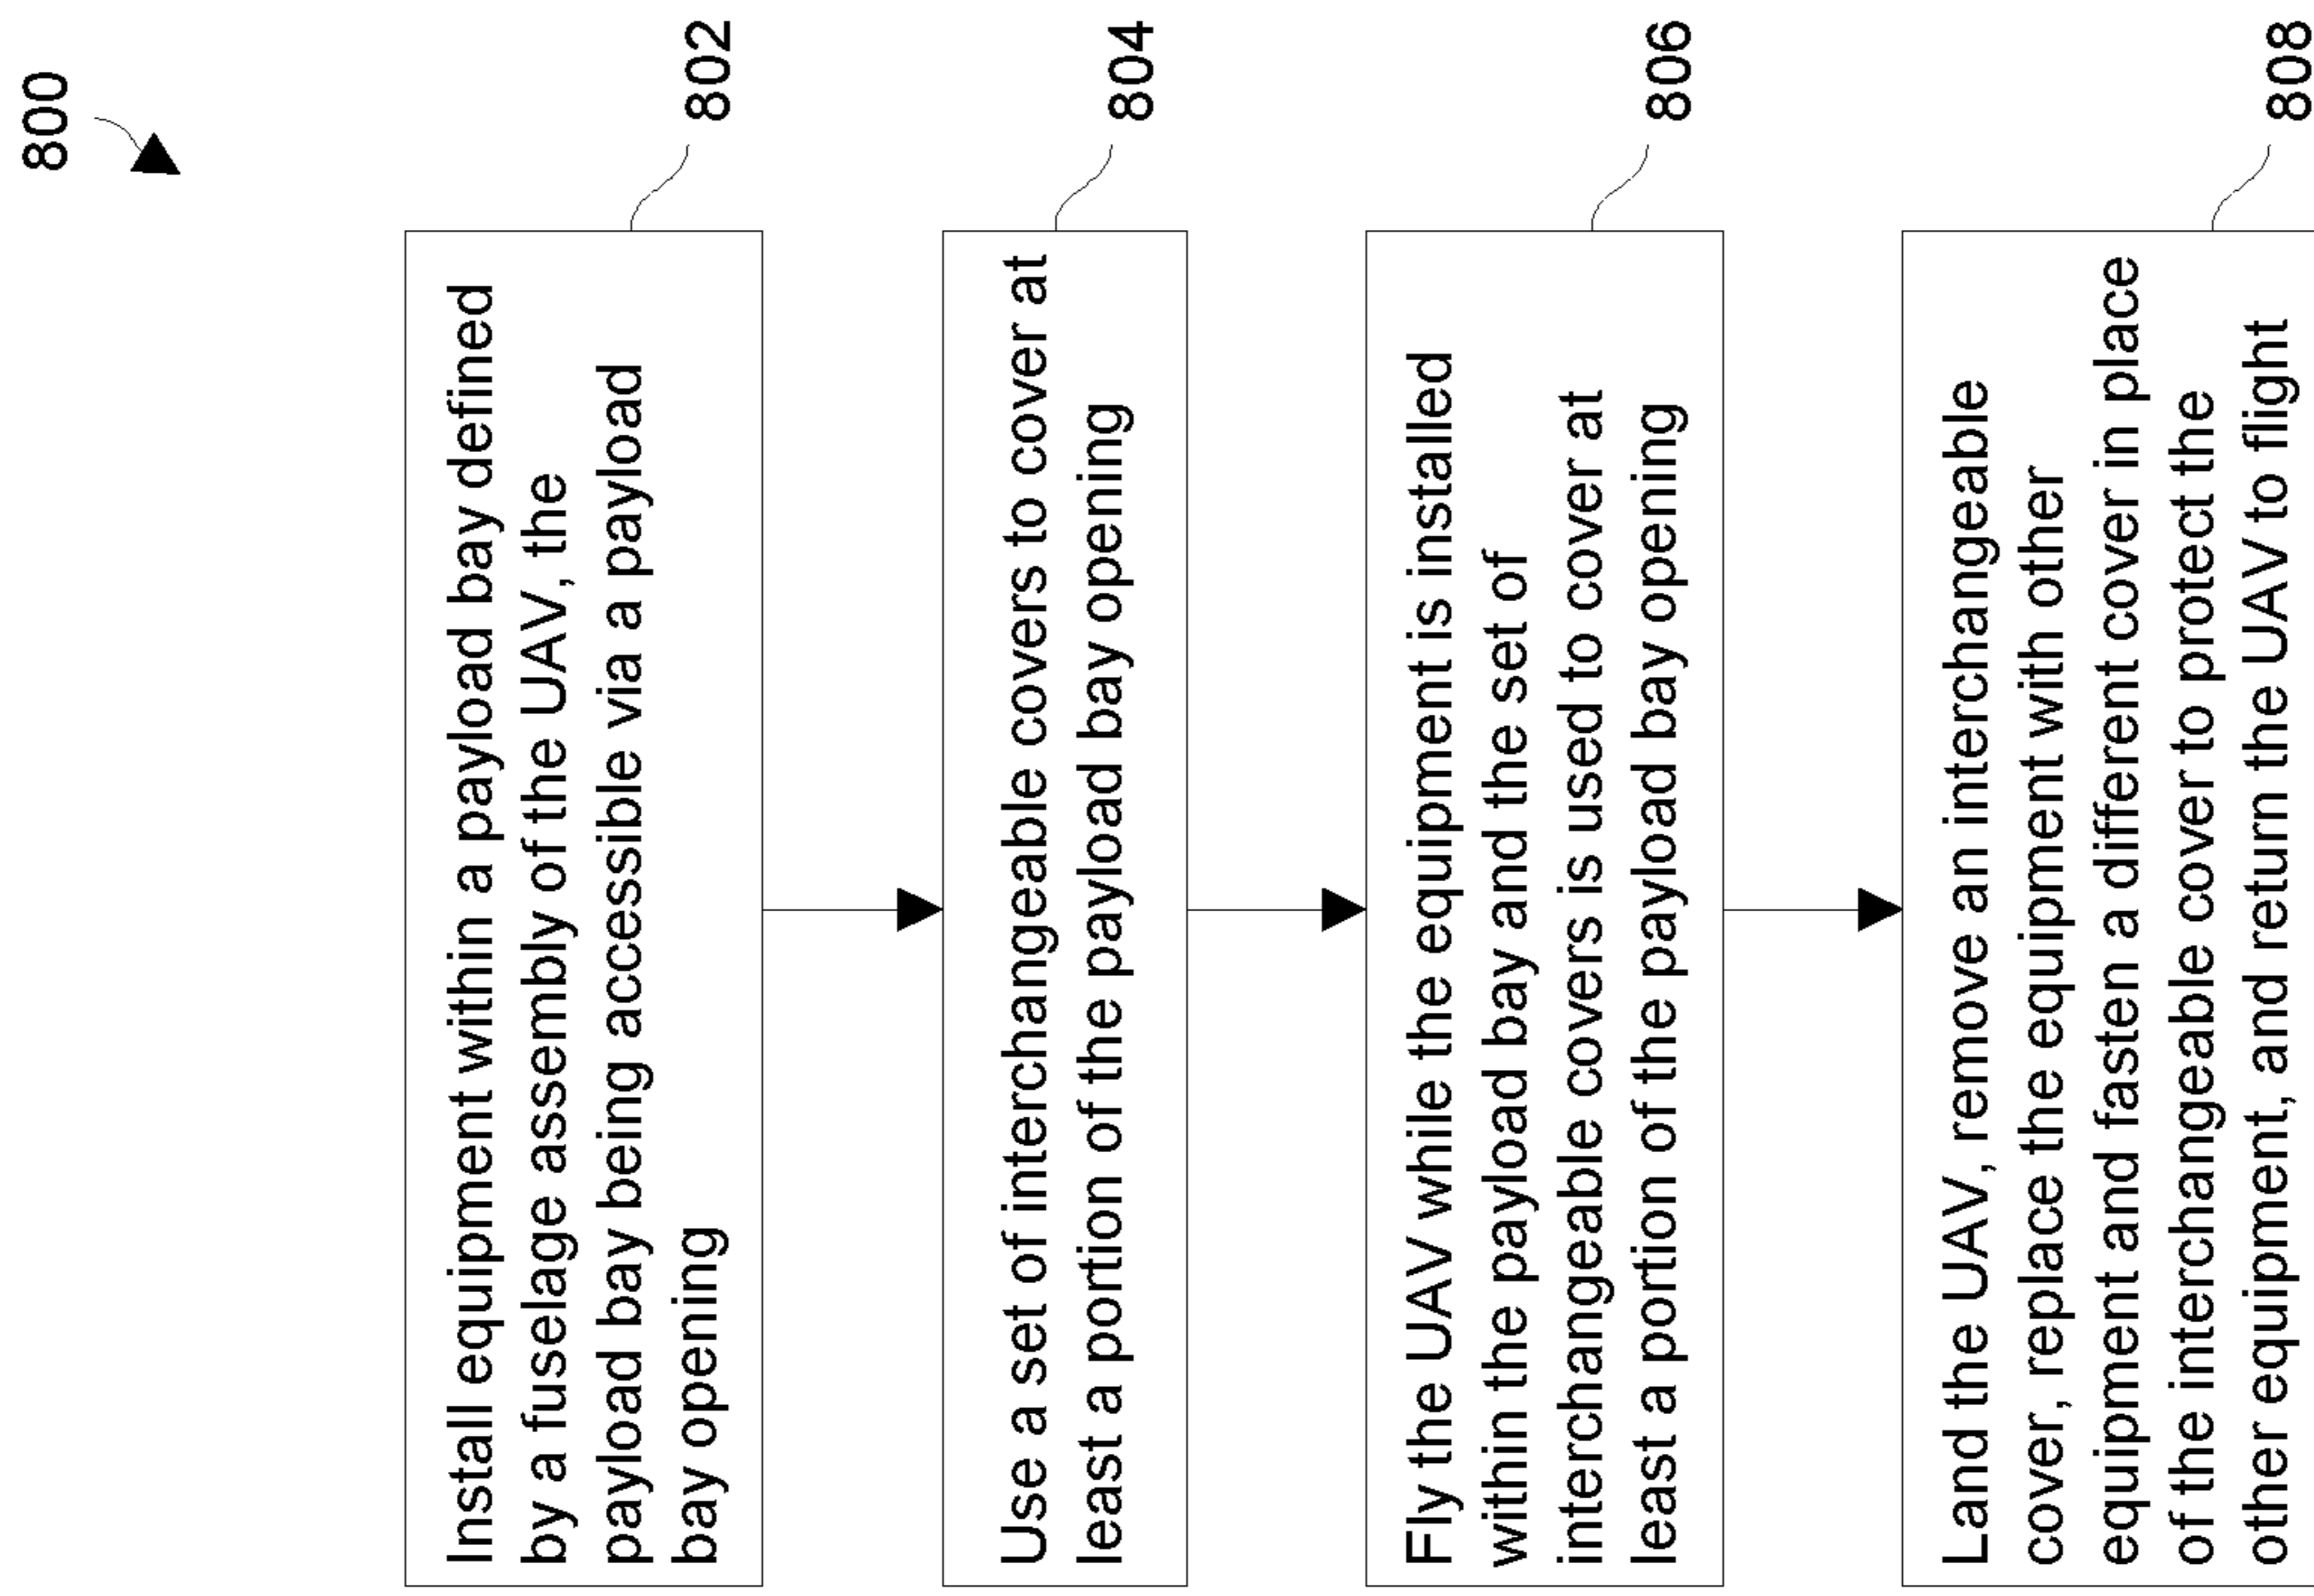 800
Install equipment within a payload bay defined
by a fuselage assembly of the UAV, the
payload bay being accessible via a payload
bay opening
802
Use a set of interchangeable covers to cover at
least a portion of the payload bay opening
804
Fly the UAV while the equipment is installed
within the payload bay and the set of
interchangeable covers is used to cover at
least a portion of the payload bay opening
806
Land the UAV, remove an interchangeable
cover, replace the equipment with other
equipment and fasten a different cover in place
of the interchangeable cover to protect the
other equipment, and return the UAV to flight
808